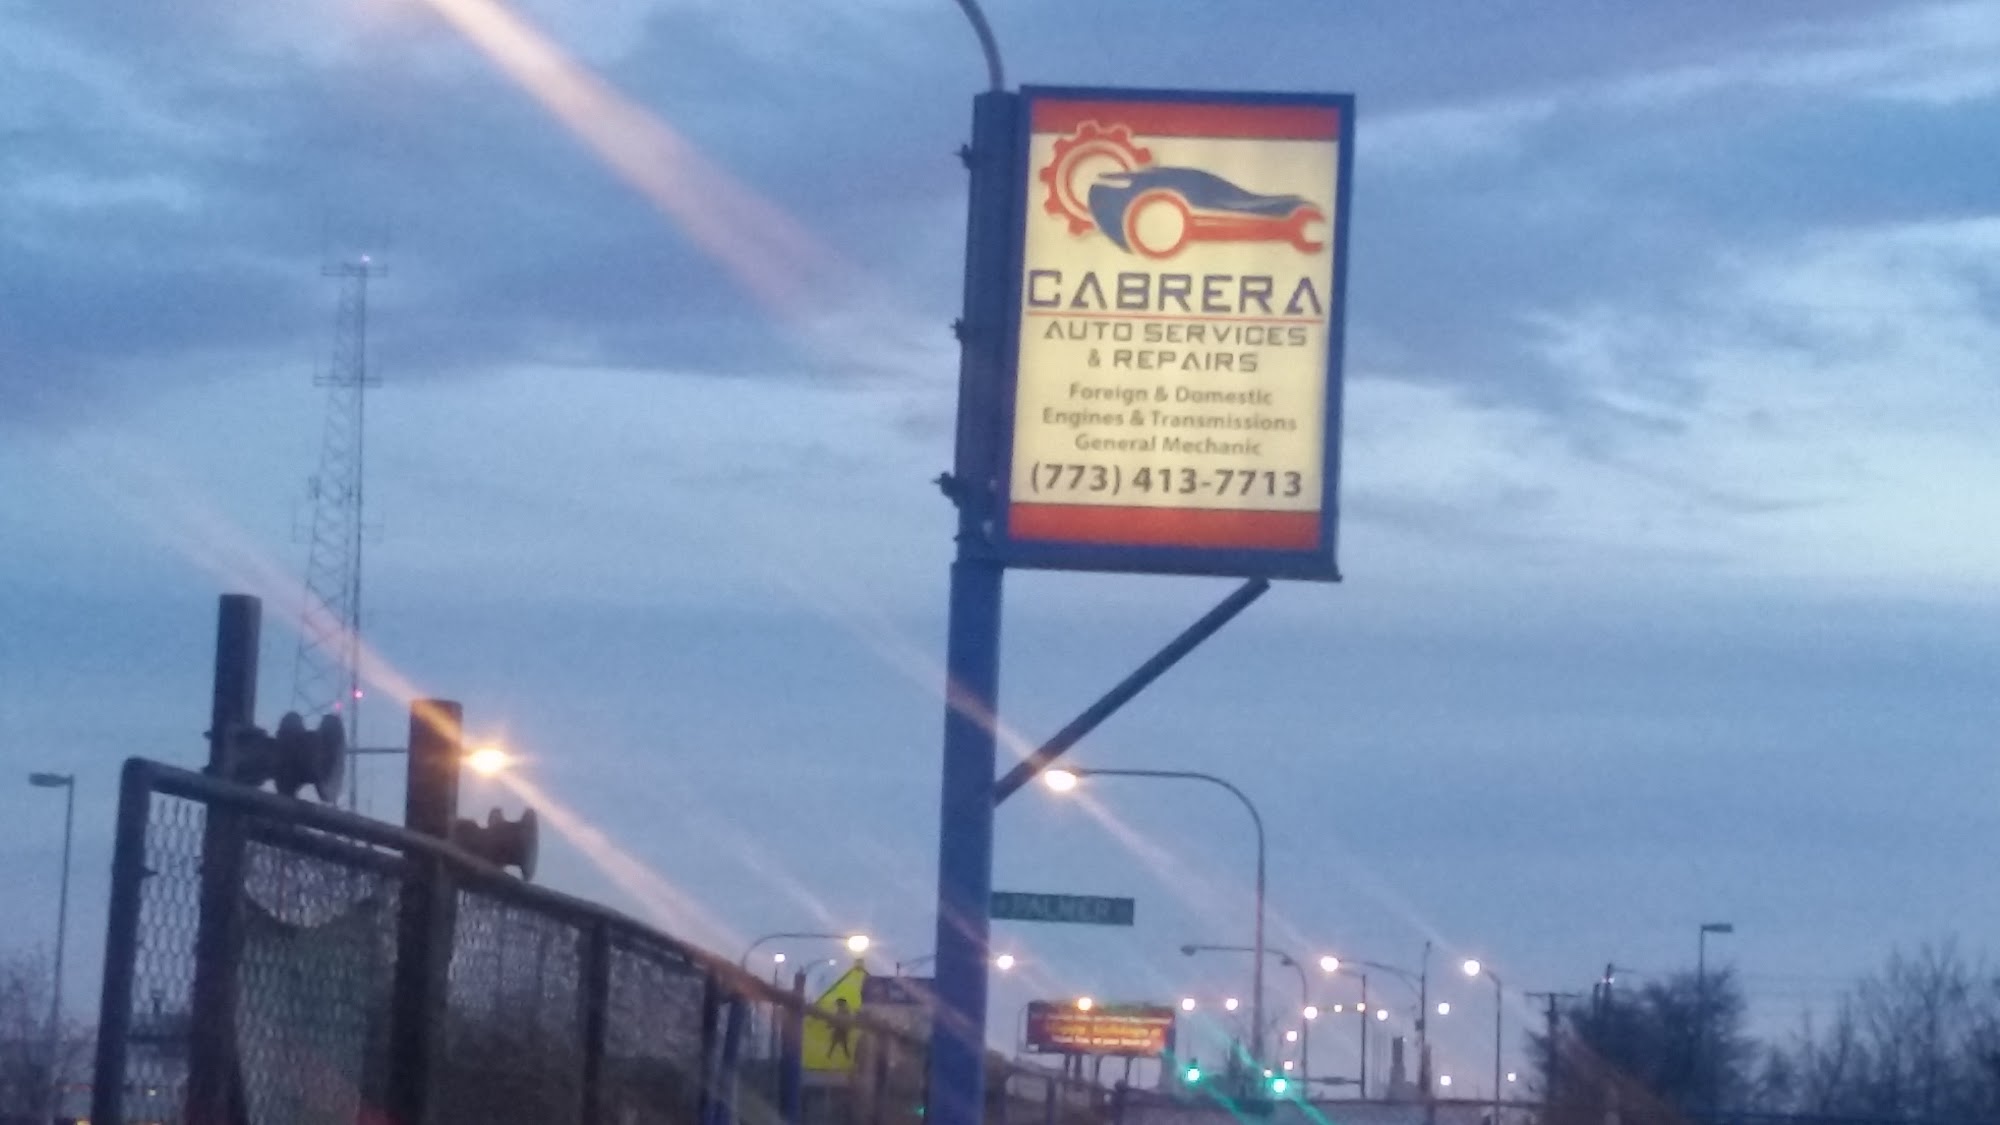 CABRERA
AUTO SERVICES
& REPAIRS
Foreign & Domestic
Engines & Transmissions
General Mechanic
(773) 413-7713
PALMER